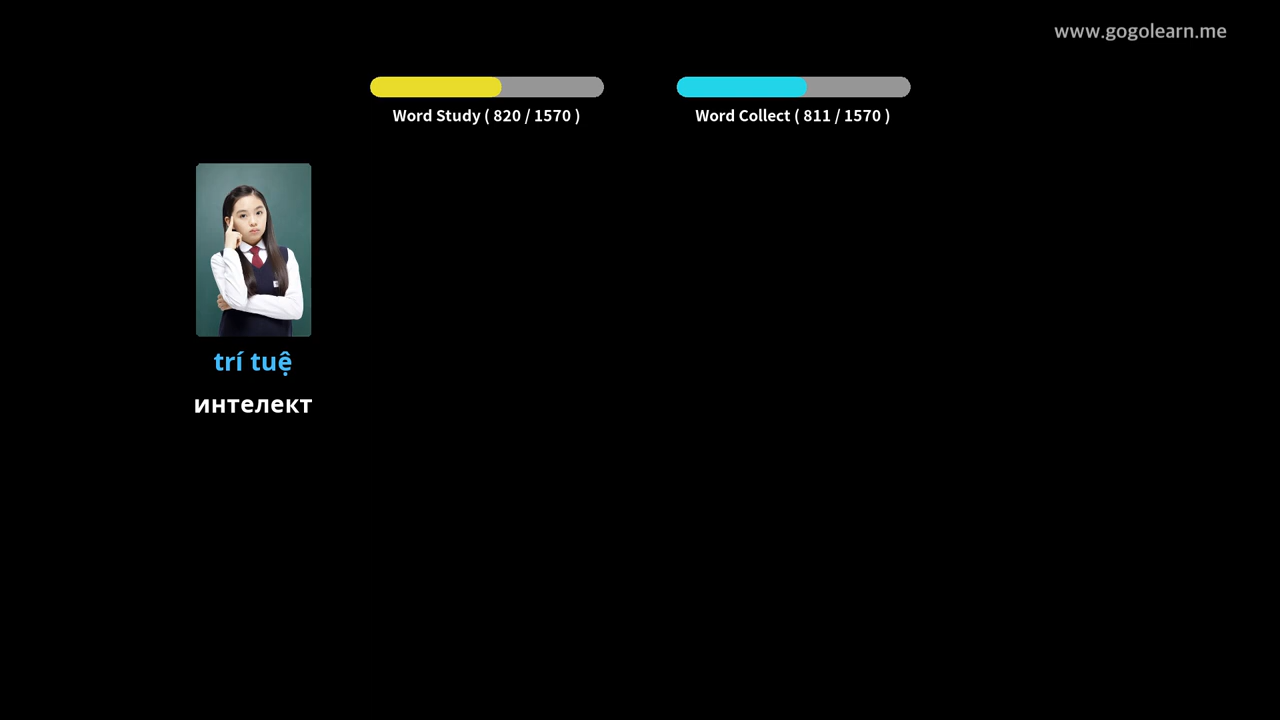 www.gogolearn.me
Word Study ( 820 / 1570 )
Word Collect ( 811 / 1570 )
trí tuệ
интелект